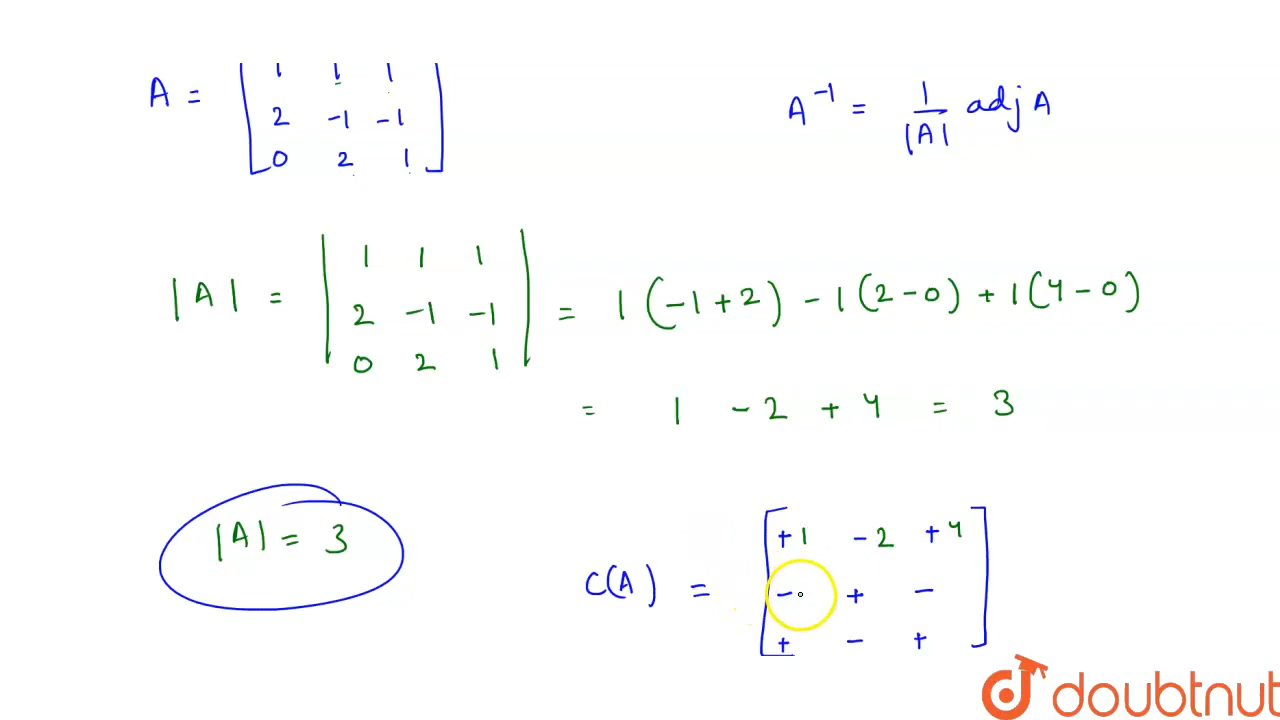 1 1 1
A = 2 -1 -1
0 2 1
A⁻¹ = 1/|A| adj A
1 1 1
|A| = 2 -1 -1 = 1(-1+2) - 1(2-0) + 1(4-0)
0 2 1
= 1 - 2 + 4 = 3
|A| = 3
+1 -2 +4
C(A) = - + -
+ - +
doubtnut